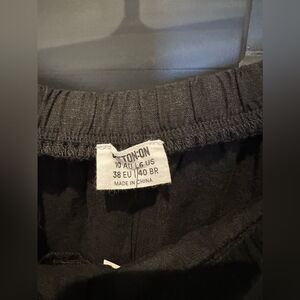 TON:ON
10 AU | 6 US
38 EU | 40 BR
MADE IN CHINA